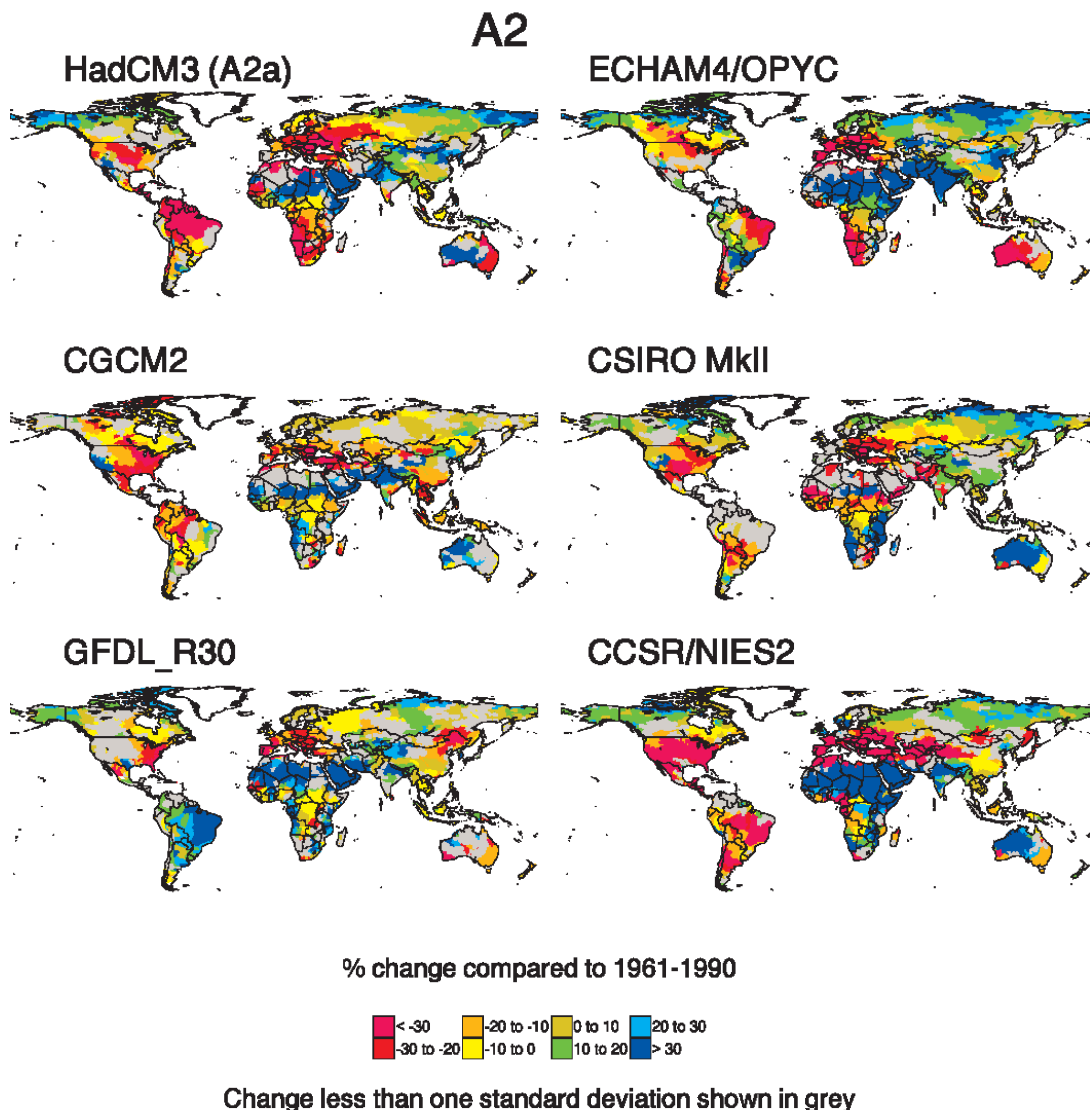 A2
HadCM3 (A2a)
ECHAM4/OPYC
CGCM2
CSIRO MkII
GFDL_R30
CCSR/NIES2
% change compared to 1961-1990
< -30
-20 to -10
0 to 10
20 to 30
-30 to -20
-10 to 0
10 to 20
> 30
Change less than one standard deviation shown in grey